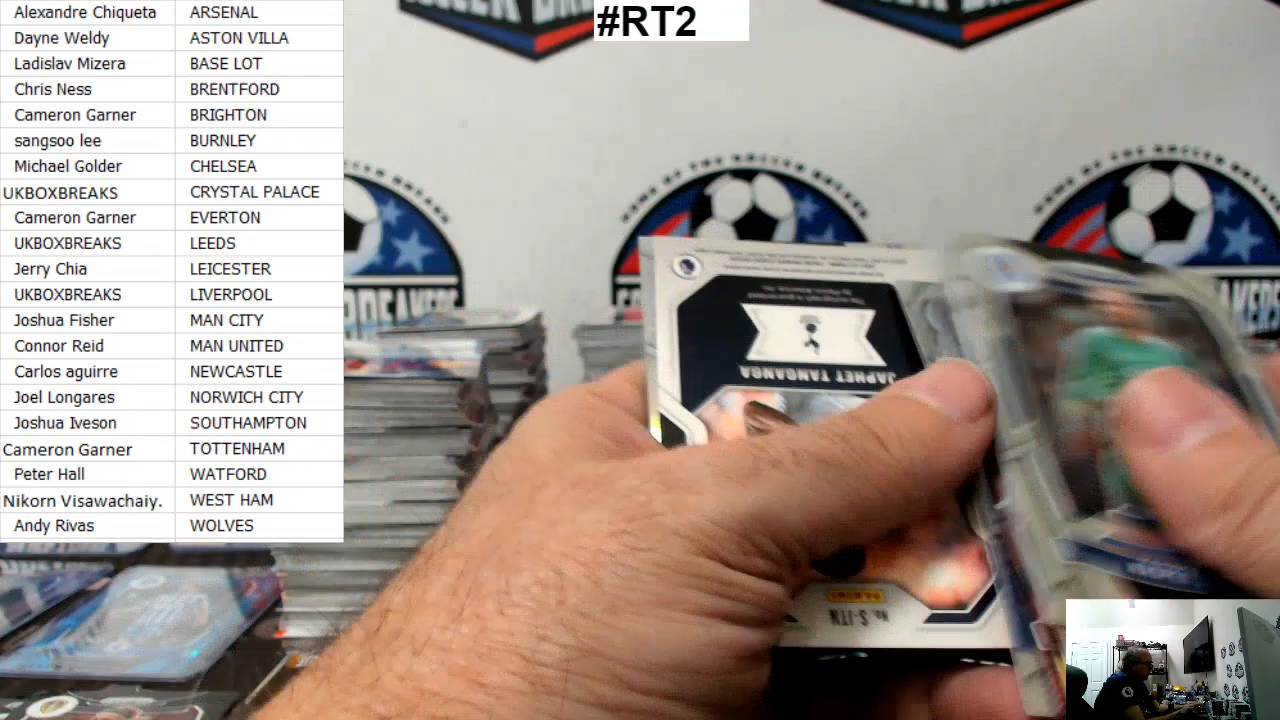 #RT2
Alexandre Chiqueta ARSENAL
Dayne Weldy ASTON VILLA
Ladislav Mizera BASE LOT
Chris Ness BRENTFORD
Cameron Garner BRIGHTON
sangsoo lee BURNLEY
Michael Golder CHELSEA
UKBOXBREAKS CRYSTAL PALACE
Cameron Garner EVERTON
UKBOXBREAKS LEEDS
Jerry Chia LEICESTER
UKBOXBREAKS LIVERPOOL
Joshua Fisher MAN CITY
Connor Reid MAN UNITED
Carlos aguirre NEWCASTLE
Joel Longares NORWICH CITY
Joshua Iveson SOUTHAMPTON
Cameron Garner TOTTENHAM
Peter Hall WATFORD
Nikorn Visawachaiy. WEST HAM
Andy Rivas WOLVES
JAPHET TANGANGA
PANINI
No. S-JTN